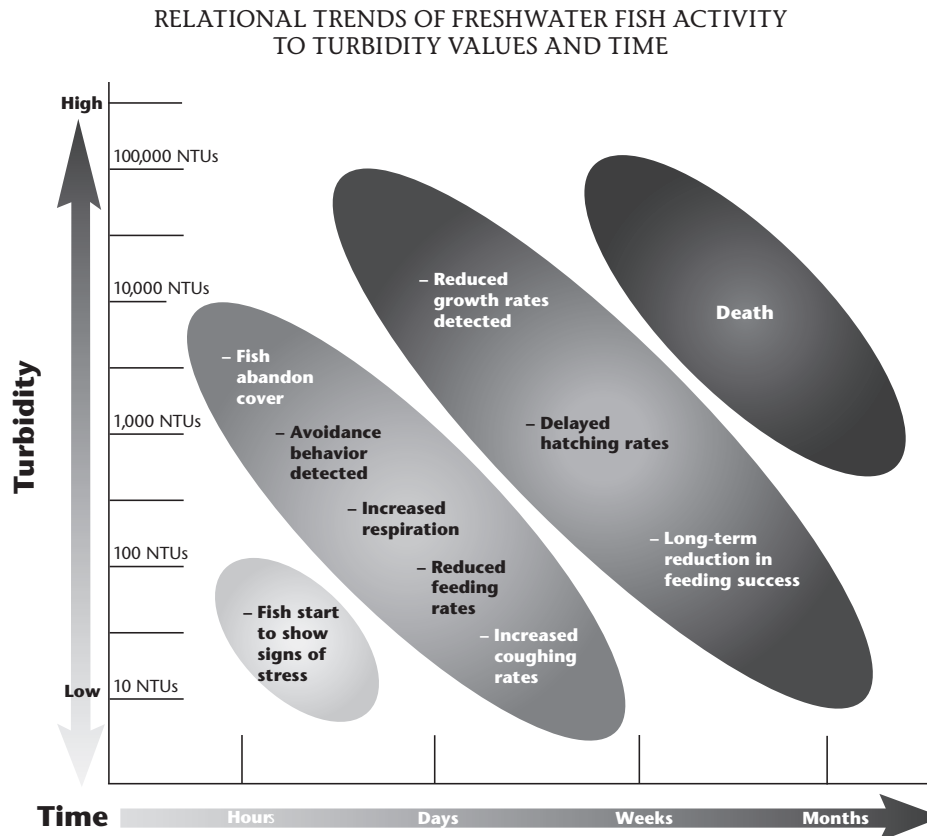 RELATIONAL TRENDS OF FRESHWATER FISH ACTIVITY
TO TURBIDITY VALUES AND TIME
High
100,000 NTUs
10,000 NTUs
1,000 NTUs
100 NTUs
10 NTUs
Low
Turbidity
– Reduced
growth rates
detected
Death
– Fish
abandon
cover
– Avoidance
behavior
detected
– Delayed
hatching rates
– Increased
respiration
– Reduced
feeding
rates
– Long-term
reduction in
feeding success
– Fish start
to show
signs of
stress
– Increased
coughing
rates
Time
Hours
Days
Weeks
Months